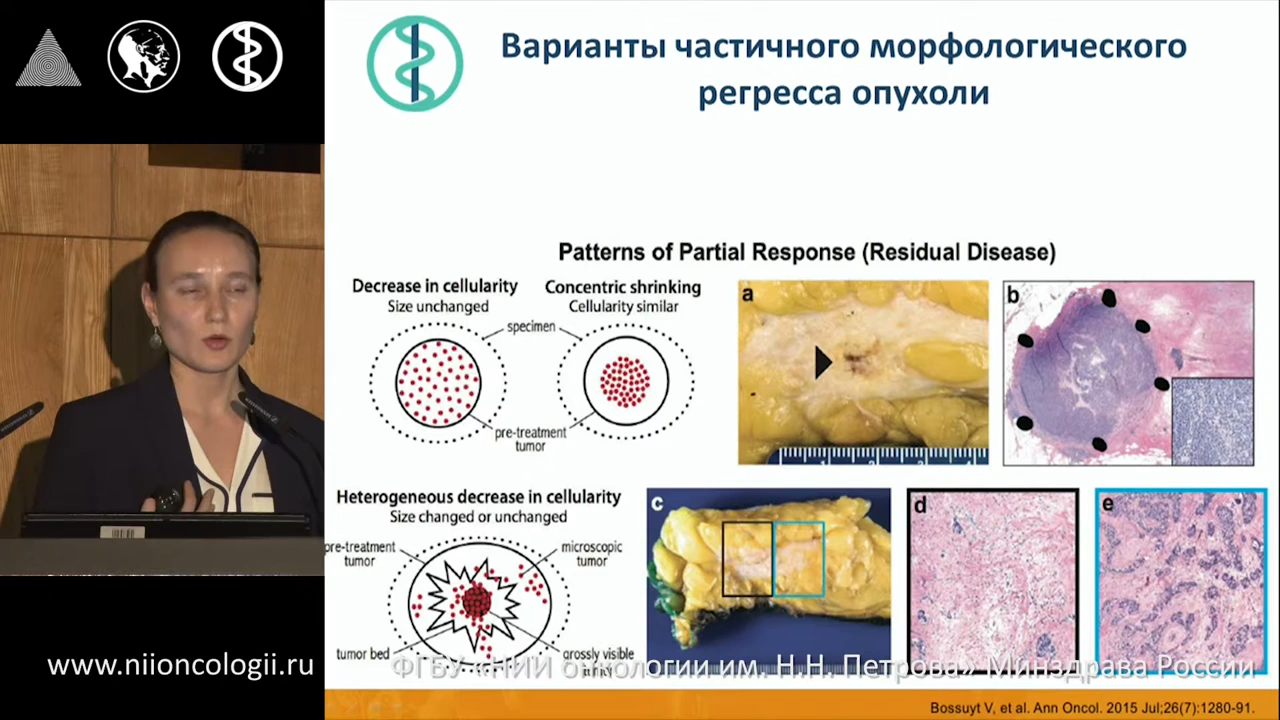 Варианты частичного морфологического
регресса опухоли
Patterns of Partial Response (Residual Disease)
Decrease in cellularity
Size unchanged
Concentric shrinking
Cellularity similar
specimen
pre-treatment
tumor
a
b
Heterogeneous decrease in cellularity
Size changed or unchanged
pre-treatment
tumor
microscopic
tumor
tumor bed
grossly visible
c
d
e
www.niioncologii.ru
ФГБУ «НИИ онкологии им. Н.Н. Петрова» Минздрава России
Bossuyt V, et al. Ann Oncol. 2015 Jul;26(7):1280-91.